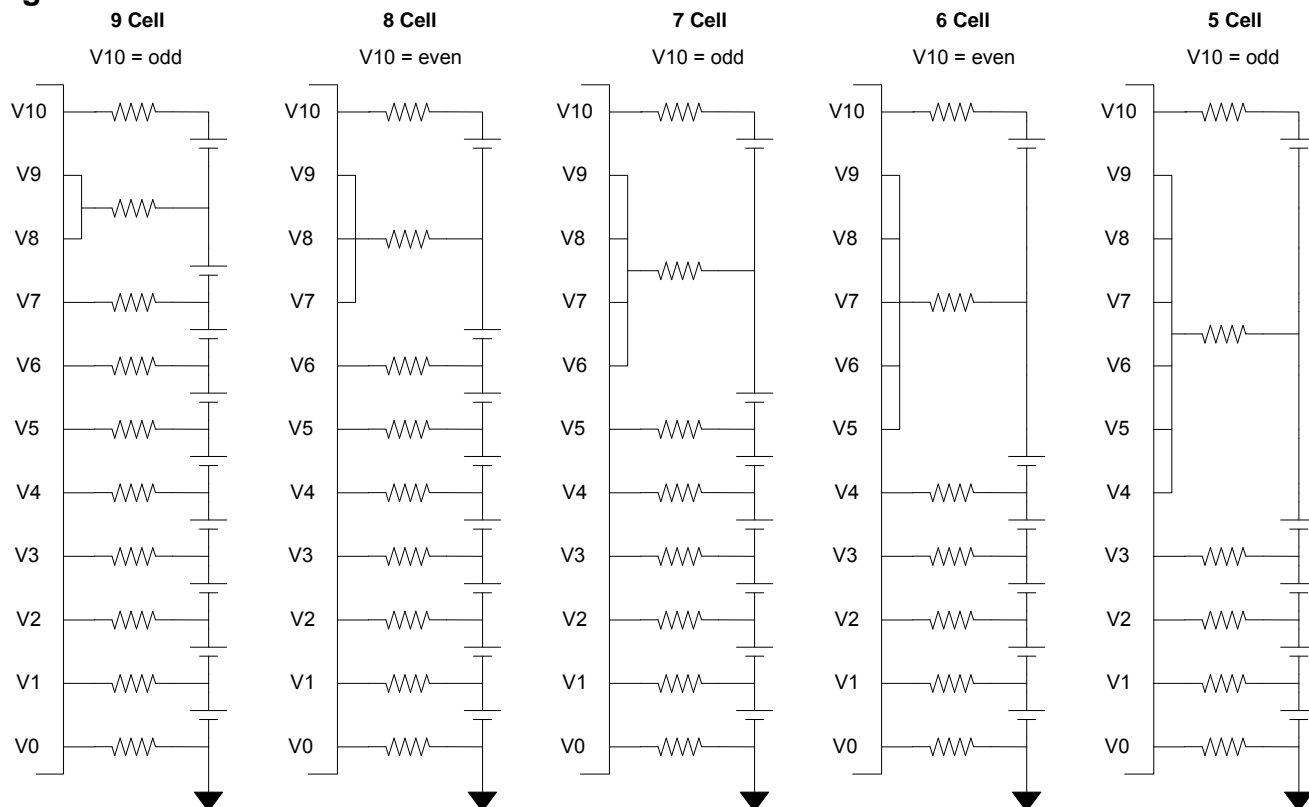 9 Cell 8 Cell 7 Cell 6 Cell 5 Cell
V10 = odd V10 = even V10 = odd V10 = even V10 = odd
V10 V10 V10 V10 V10
V9 V9 V9 V9 V9
V8 V8 V8 V8 V8
V7 V7 V7 V7 V7
V6 V6 V6 V6 V6
V5 V5 V5 V5 V5
V4 V4 V4 V4 V4
V3 V3 V3 V3 V3
V2 V2 V2 V2 V2
V1 V1 V1 V1 V1
V0 V0 V0 V0 V0